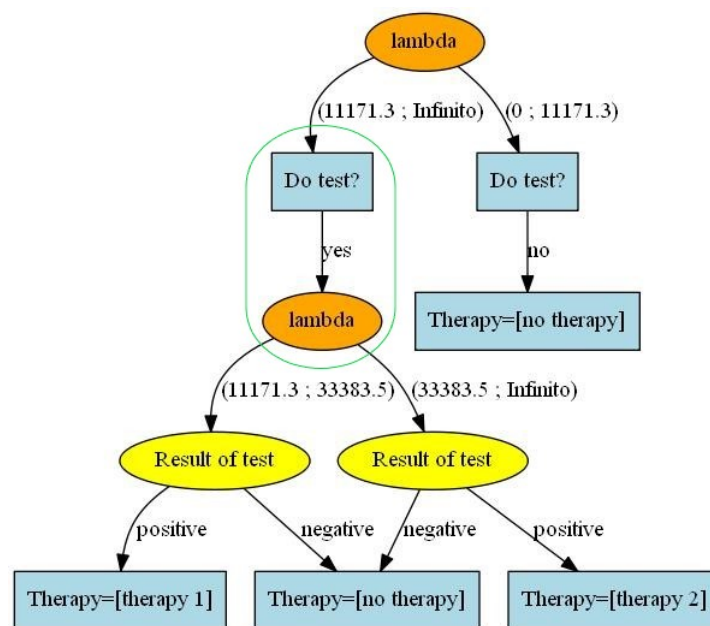 lambda
(11171.3 ; Infinito)
(0 ; 11171.3)
Do test?
Do test?
yes
no
lambda
Therapy=[no therapy]
(11171.3 ; 33383.5)
(33383.5 ; Infinito)
Result of test
Result of test
positive
negative
negative
positive
Therapy=[therapy 1]
Therapy=[no therapy]
Therapy=[therapy 2]